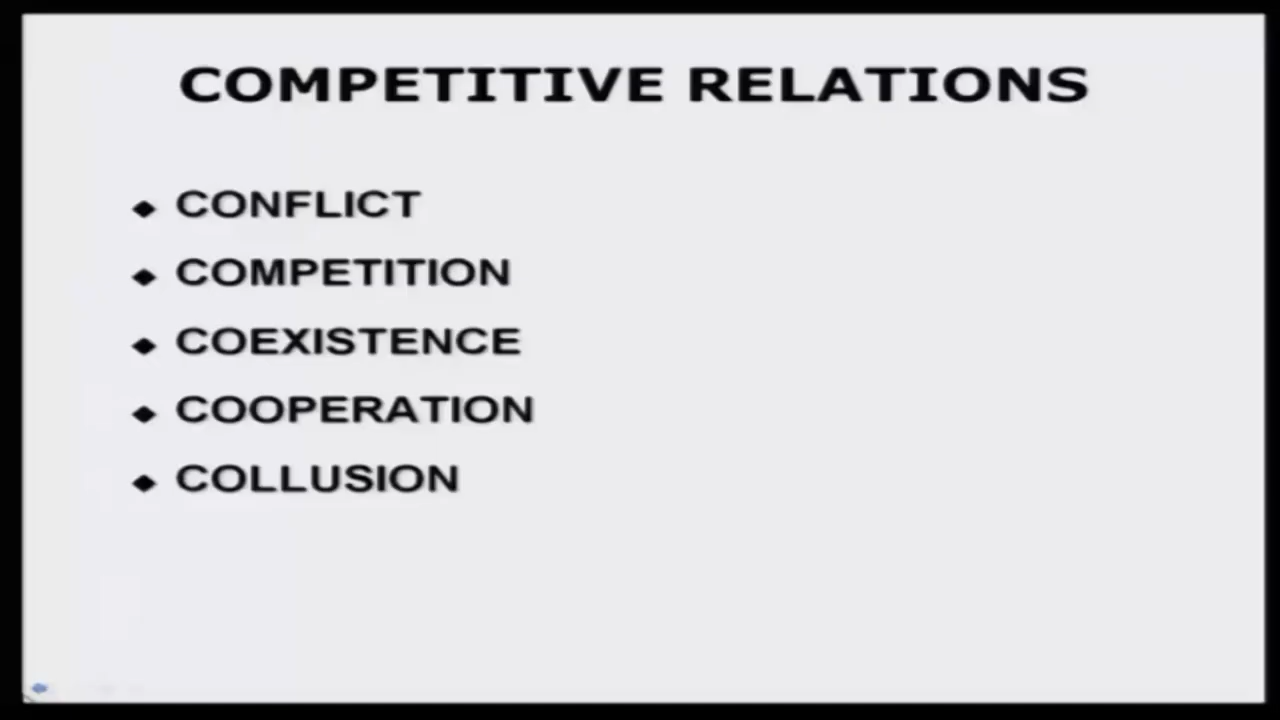 COMPETITIVE RELATIONS
CONFLICT
COMPETITION
COEXISTENCE
COOPERATION
COLLUSION